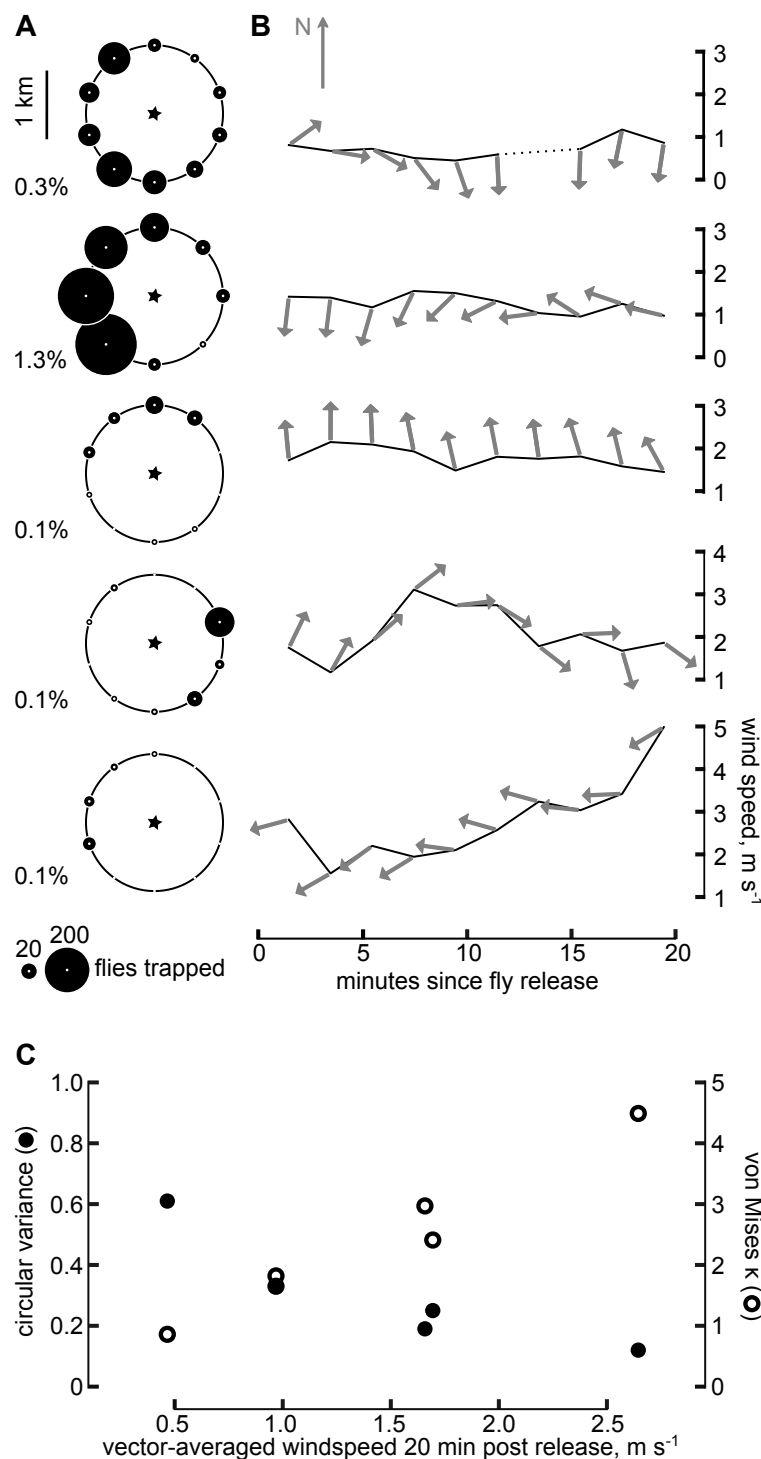 A
B
1 km
N
3
2
1
0
0.3%
3
2
1
0
1.3%
3
2
1
0.1%
4
3
2
1
0.1%
5
4
3
2
1
0.1%
wind speed, m s⁻¹
0 5 10 15 20
minutes since fly release
20 200
flies trapped
C
1.0
0.8
0.6
0.4
0.2
0
circular variance (●)
5
4
3
2
1
0
von Mises κ (○)
0.5 1.0 1.5 2.0 2.5
vector-averaged windspeed 20 min post release, m s⁻¹